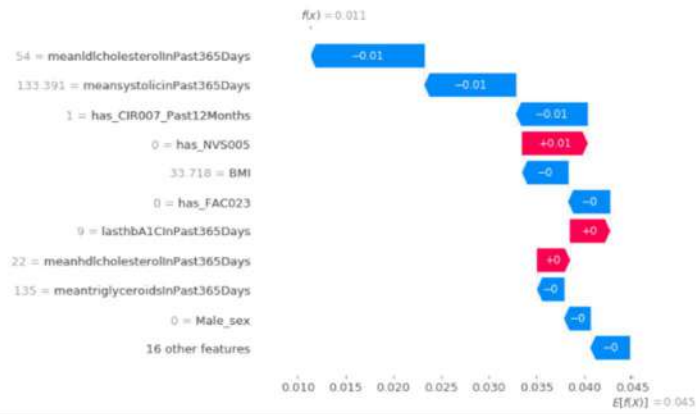 f(x) = 0.011
54 = meanldlcholesterolInPast365Days
−0.01
133.391 = meansystolicinPast365Days
−0.01
1 = has_CIR007_Past12Months
−0.01
0 = has_NVS005
+0.01
33.718 = BMI
−0
0 = has_FAC023
−0
9 = lasthbA1CInPast365Days
+0
22 = meanhdlcholesterolInPast365Days
+0
135 = meantriglyceroidsInPast365Days
−0
0 = Male_sex
−0
16 other features
−0
0.010 0.015 0.020 0.025 0.030 0.035 0.040 0.045
E[f(X)] = 0.045